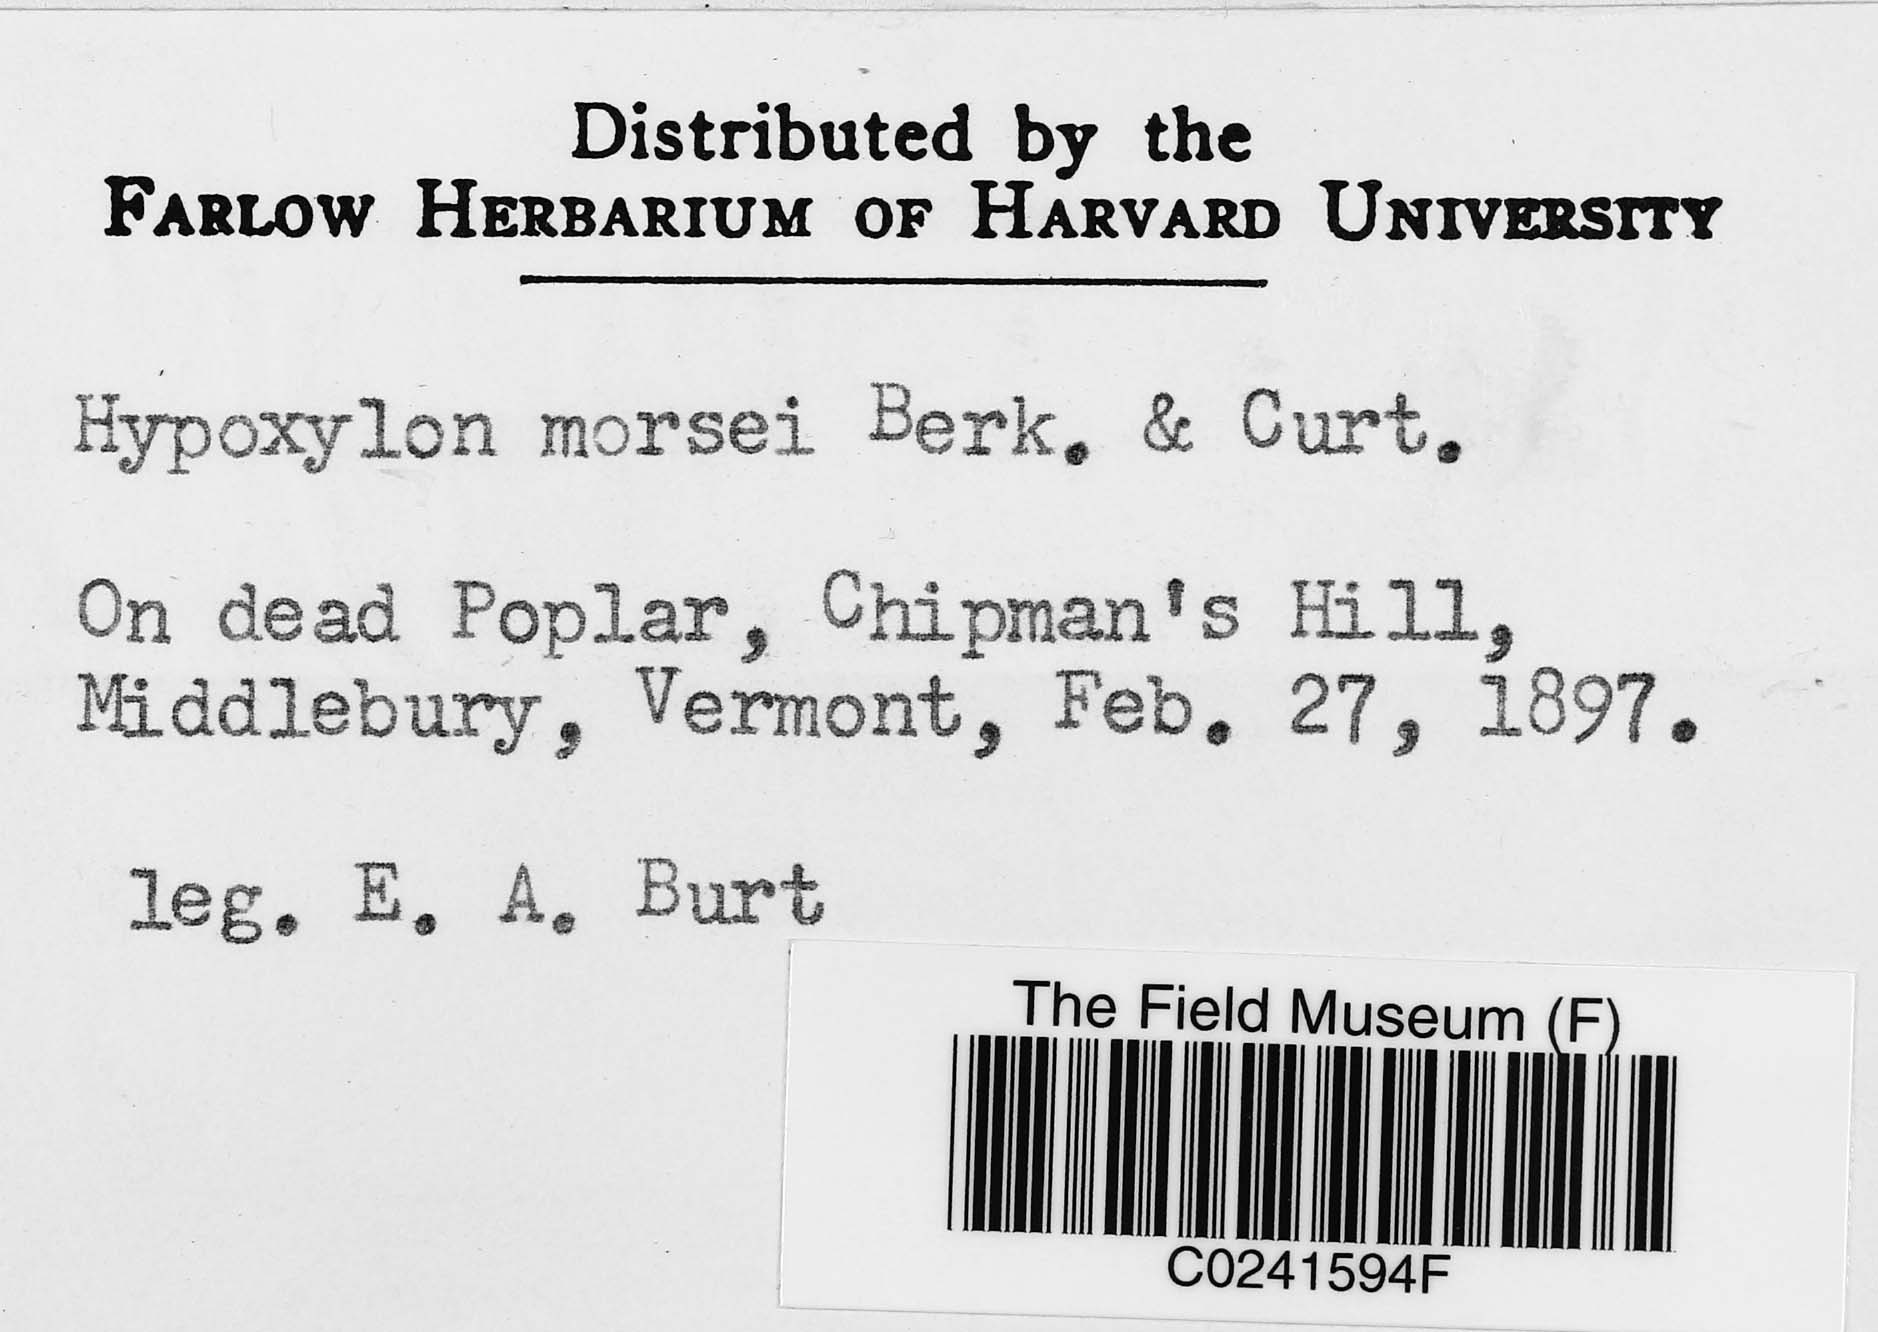 Distributed by the
FARLOW HERBARIUM OF HARVARD UNIVERSITY
Hypoxylon morsei Berk. & Curt.
On dead Poplar, Chipman's Hill,
Middlebury, Vermont, Feb. 27, 1897.
leg. E. A. Burt
The Field Museum (F)
C0241594F